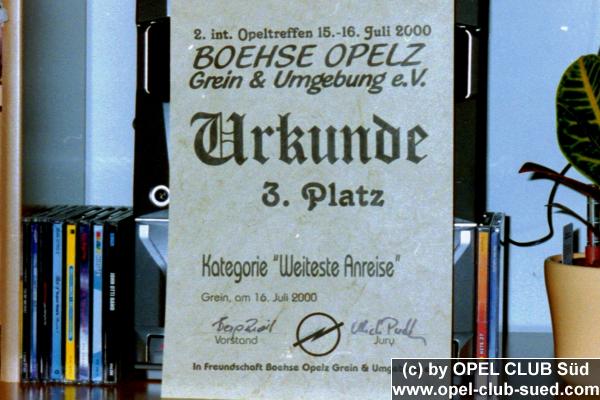 2. int. Opeltreffen 15.-16. Juli 2000
BOEHSE OPELZ
Grein & Umgebung e.V.
Urkunde
3. Platz
Kategorie "Weiteste Anreise"
Grein, am 16. Juli 2000
Vorstand
Jury
In Freundschaft Boehse Opelz Grein & Umge
(c) by OPEL CLUB Süd
www.opel-club-sued.com